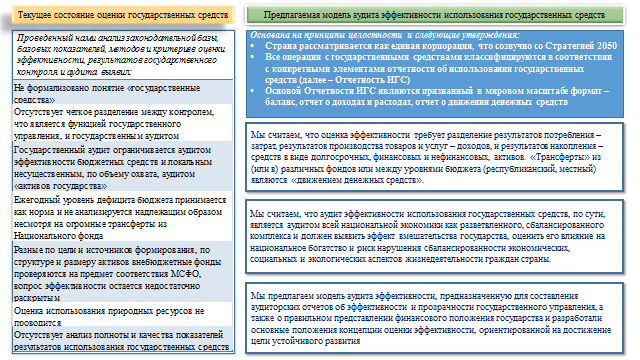 Текущее состояние оценки государственных средств
Проведенный нами анализ законодательной базы,
базовых показателей, методов и критериев оценки
эффективности, результатов государственного
контроля и аудита выявил:
Не формализовано понятие «государственные
средства»
Отсутствует четкое разделение между контролем,
что является функцией государственного
управления, и государственным аудитом
Государственный аудит ограничивается аудитом
эффективности бюджетных средств и локальным
несущественным, по объему охвата, аудитом
«активов государства»
Ежегодный уровень дефицита бюджета принимается
как норма и не анализируется надлежащим образом
несмотря на огромные трансферты из
Национального фонда
Разные по цели и источников формирования, по
структуре и размеру активов внебюджетные фонды
проверяются на предмет соответствия МСФО,
вопрос эффективности остается недостаточно
раскрытым
Оценка использования природных ресурсов не
проводится
Отсутствует анализ полноты и качества показателей
результатов использования государственных средств
Предлагаемая модель аудита эффективности использования государственных средств
Основана на принципы целостности и следующие утверждения:
• Страна рассматривается как единая корпорация, что созвучно со Стратегией 2050
• Все операции с государственными средствами классифицируются в соответствии
с конкретными элементами отчетности об использовании государственных
средств (далее – Отчетность ИГС)
• Основой Отчетности ИГС являются признанный в мировом масштабе формат –
баланс, отчет о доходах и расходах, отчет о движении денежных средств
Мы считаем, что оценка эффективности требует разделение результатов потребления –
затрат, результатов производства товаров и услуг – доходов, и результатов накопления –
средств в виде долгосрочных, финансовых и нефинансовых, активов. «Трансферты» из
(или в) различных фондов или между уровнями бюджета (республиканский, местный)
являются «движением денежных средств».
Мы считаем, что аудит эффективности использования государственных средств, по сути,
является аудитом всей национальной экономики как разветвленного, сбалансированного
комплекса и должен выявить эффект вмешательства государства, оценить его влияние на
национальное богатство и риск нарушения сбалансированности экономических,
социальных и экологических аспектов жизнедеятельности граждан страны.
Мы предлагаем модель аудита эффективности, предназначенную для составления
аудиторских отчетов об эффективности и прозрачности государственного управления, а
также о правильном представлении финансового положения государства и разработали
основные положения концепции оценки эффективности, ориентированной на достижение
цели устойчивого развития